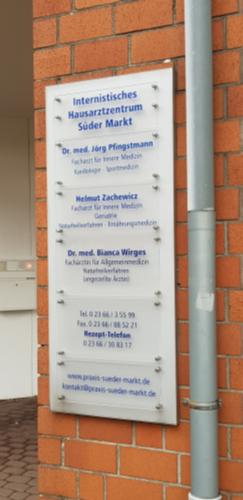 Internistisches
Hausarztzentrum
Süder Markt
Dr. med. Jörg Pfingstmann
Facharzt für Innere Medizin
Kardiologie - Sportmedizin
Helmut Zachewicz
Facharzt für Innere Medizin
Geriatrie
Naturheilverfahren - Ernährungsmedizin
Dr. med. Bianca Wirges
Fachärztin für Allgemeinmedizin
Naturheilverfahren
(angestellte Ärztin)
Tel. 0 23 66 / 3 55 99
Fax. 0 23 66 / 88 52 21
Rezept-Telefon
0 23 66 / 30 83 17
www.praxis-sueder-markt.de
kontakt@praxis-sueder-markt.de